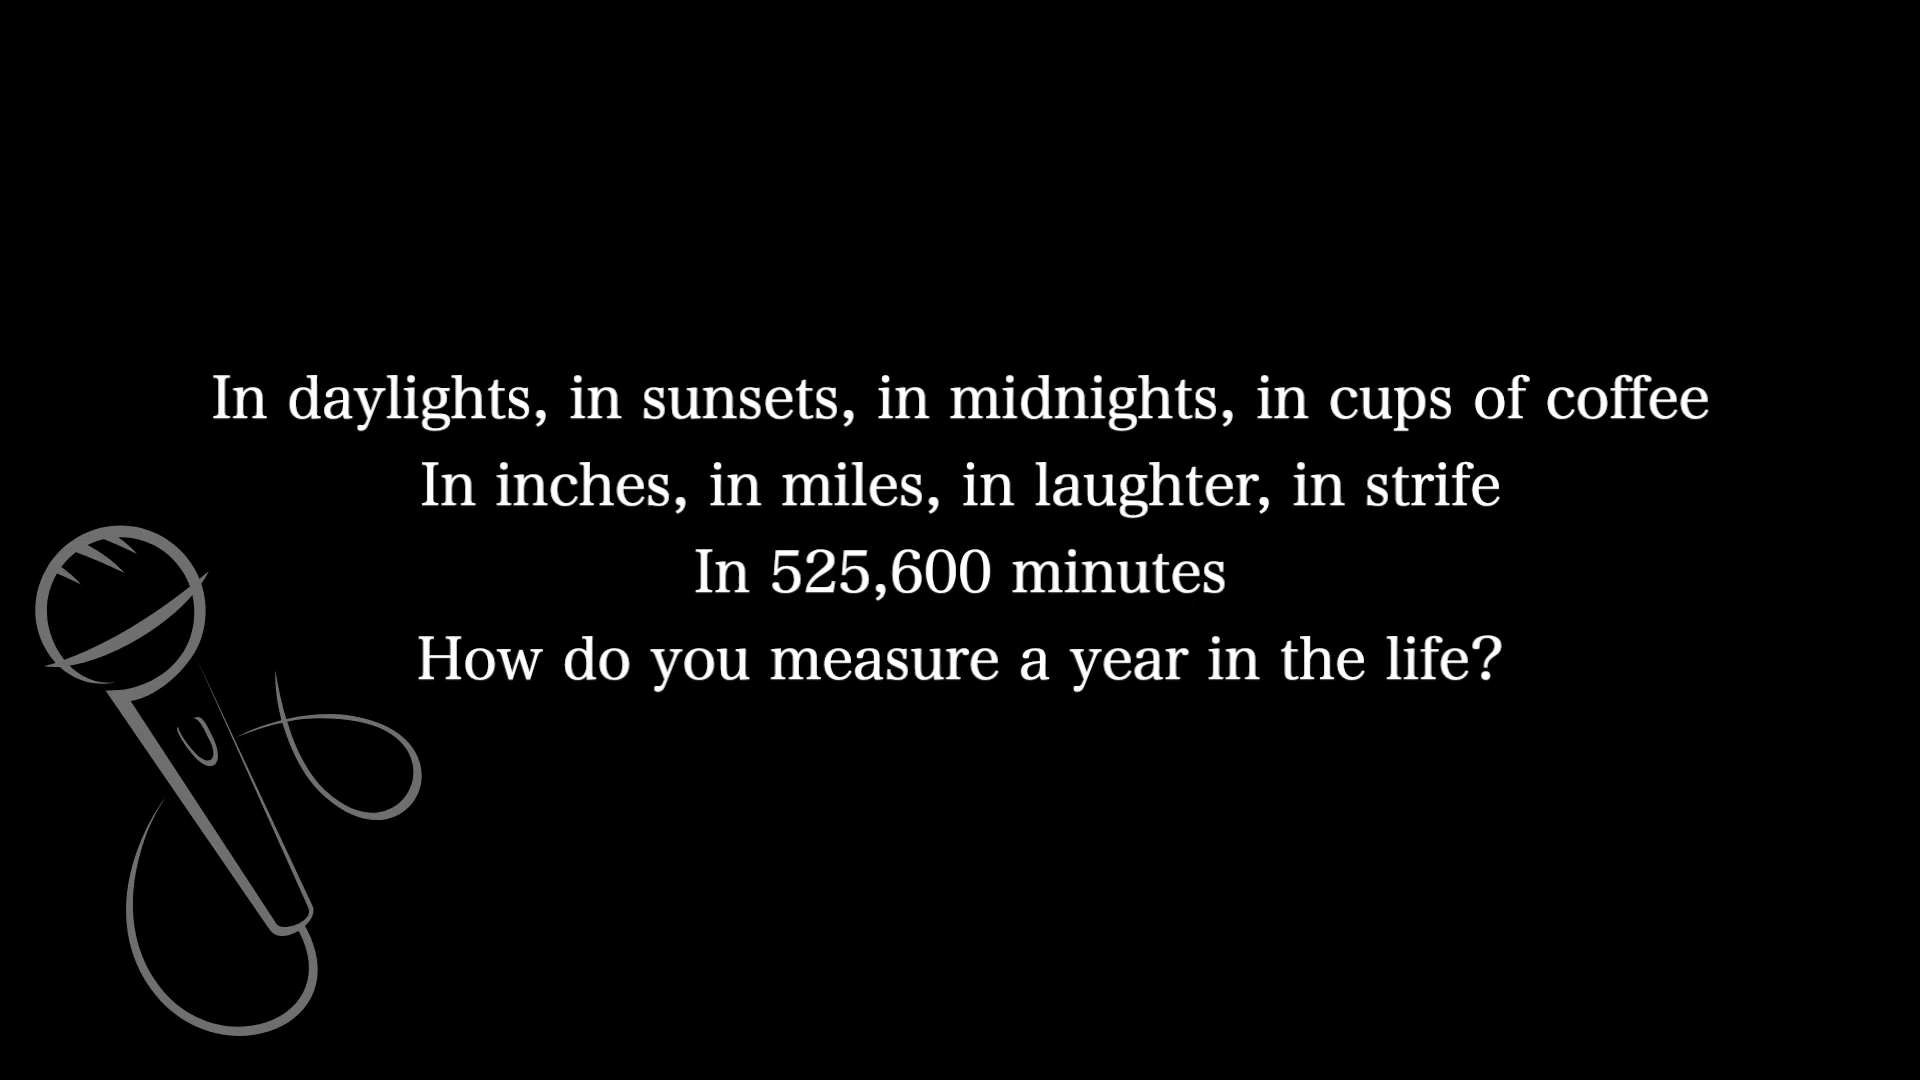 In daylights, in sunsets, in midnights, in cups of coffee
In inches, in miles, in laughter, in strife
In 525,600 minutes
How do you measure a year in the life?